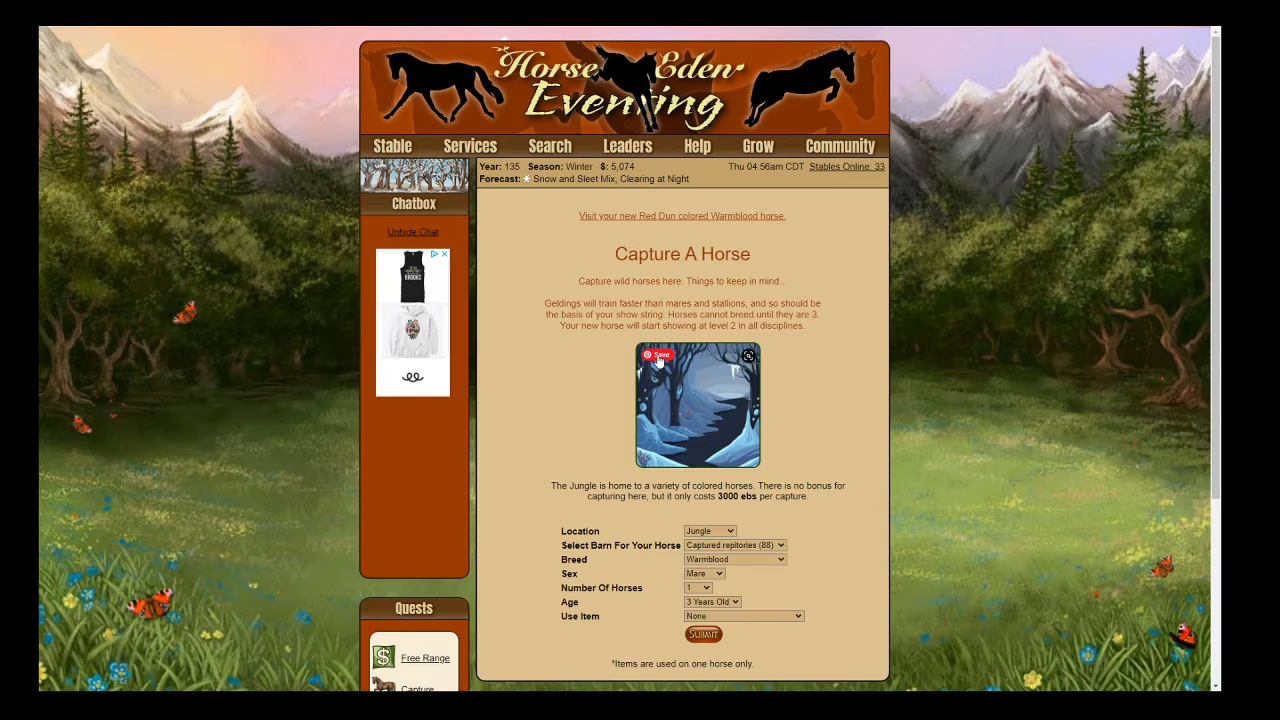 Horse Eden
Eventing
Stable Services Search Leaders Help Grow Community
Year: 135 Season: Winter $: 5,074 Thu 04:56am CDT Stables Online: 33
Forecast: Snow and Sleet Mix, Clearing at Night
Chatbox
Unhide Chat
Visit your new Red Dun colored Warmblood horse.
Capture A Horse
Capture wild horses here. Things to keep in mind...
Geldings will train faster than mares and stallions, and so should be
the basis of your show string. Horses cannot breed until they are 3.
Your new horse will start showing at level 2 in all disciplines.
Save
The Jungle is home to a variety of colored horses. There is no bonus for
capturing here, but it only costs 3000 ebs per capture.
Location Jungle
Select Barn For Your Horse Captured repitories (88)
Breed Warmblood
Sex Mare
Number Of Horses 1
Age 3 Years Old
Use Item None
Submit
*Items are used on one horse only.
Quests
$ Free Range
Capture